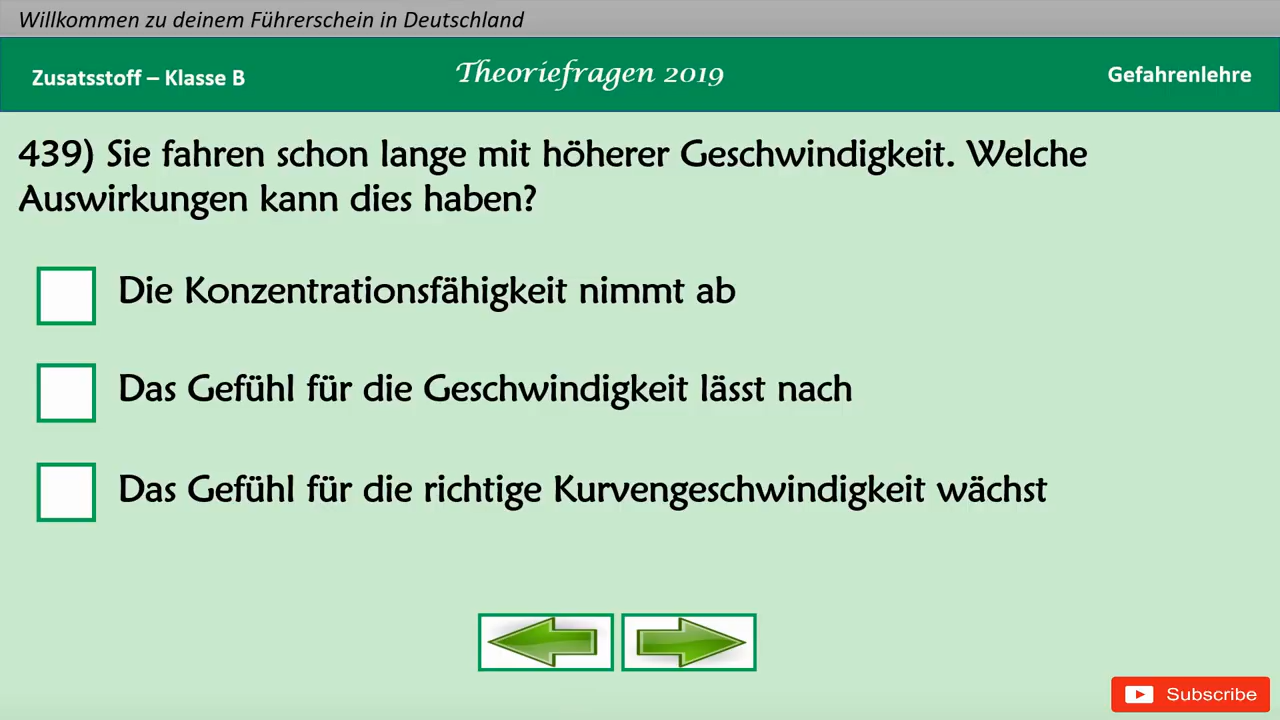 Willkommen zu deinem Führerschein in Deutschland
Zusatsstoff – Klasse B
Theoriefragen 2019
Gefahrenlehre
439) Sie fahren schon lange mit höherer Geschwindigkeit. Welche
Auswirkungen kann dies haben?
Die Konzentrationsfähigkeit nimmt ab
Das Gefühl für die Geschwindigkeit lässt nach
Das Gefühl für die richtige Kurvengeschwindigkeit wächst
Subscribe